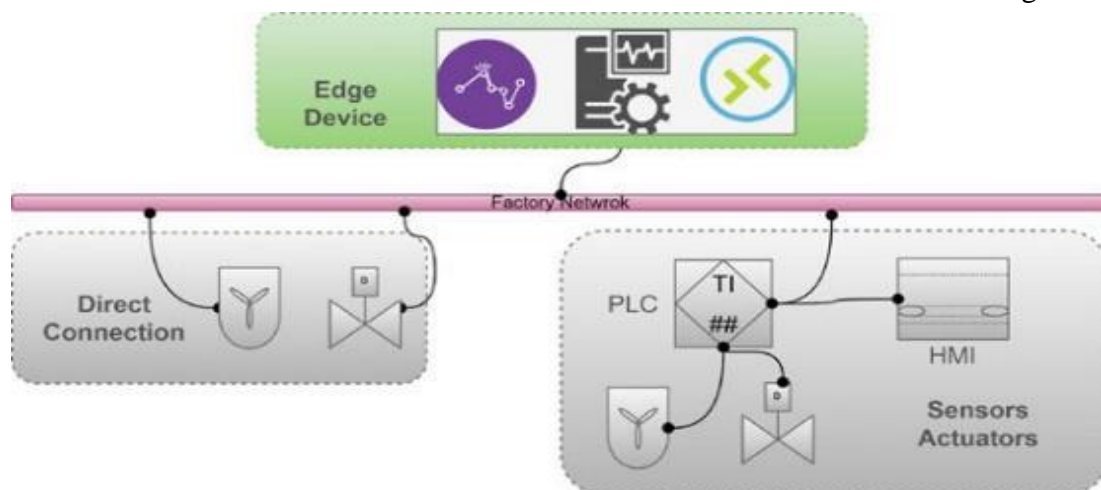 Edge
Device
Factory Netwrok
Direct
Connection
D
PLC
TI
##
HMI
D
Sensors
Actuators